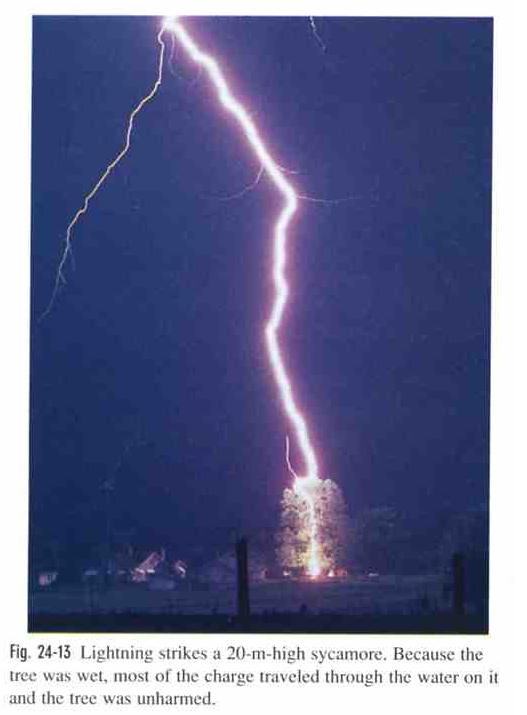 Fig. 24-13 Lightning strikes a 20-m-high sycamore. Because the
tree was wet, most of the charge traveled through the water on it
and the tree was unharmed.